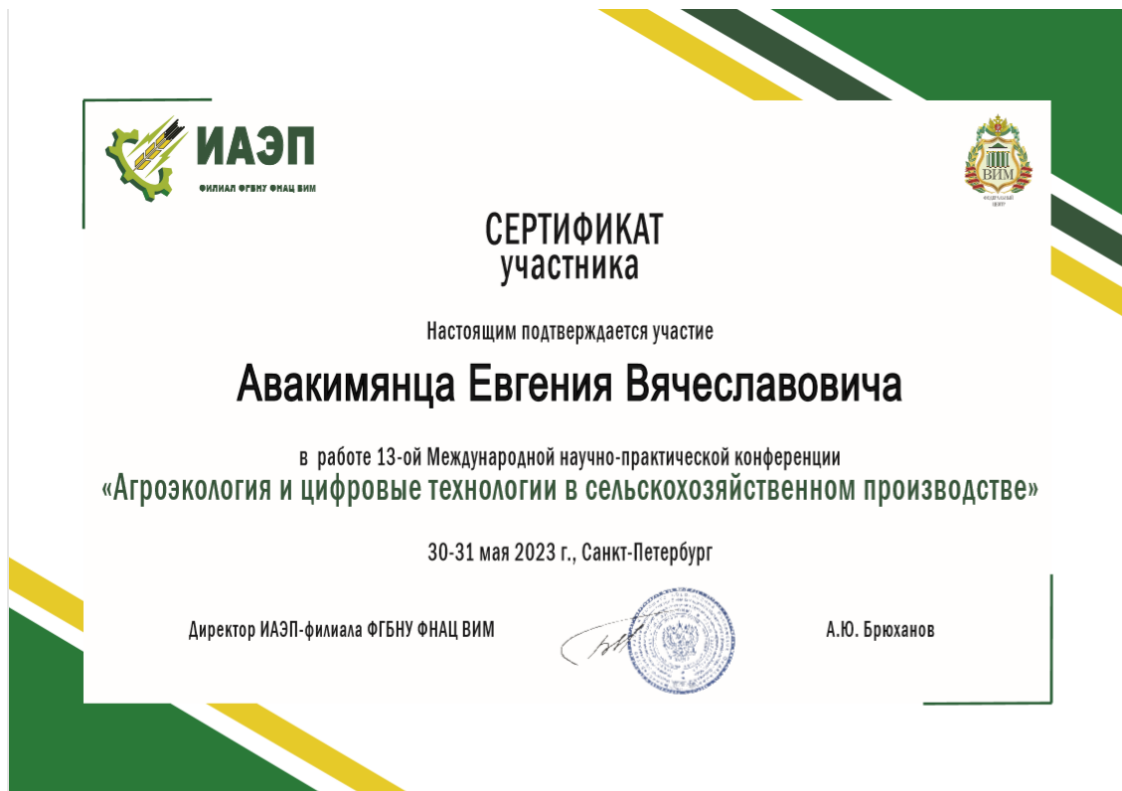 ИАЭП
ФИЛИАЛ ФГБНУ ФНАЦ ВИМ
ВИМ
ФЕДЕРАЛЬНЫЙ
ЦЕНТР
СЕРТИФИКАТ
участника
Настоящим подтверждается участие
Авакимянца Евгения Вячеславовича
в работе 13-ой Международной научно-практической конференции
«Агроэкология и цифровые технологии в сельскохозяйственном производстве»
30-31 мая 2023 г., Санкт-Петербург
Директор ИАЭП-филиала ФГБНУ ФНАЦ ВИМ
А.Ю. Брюханов